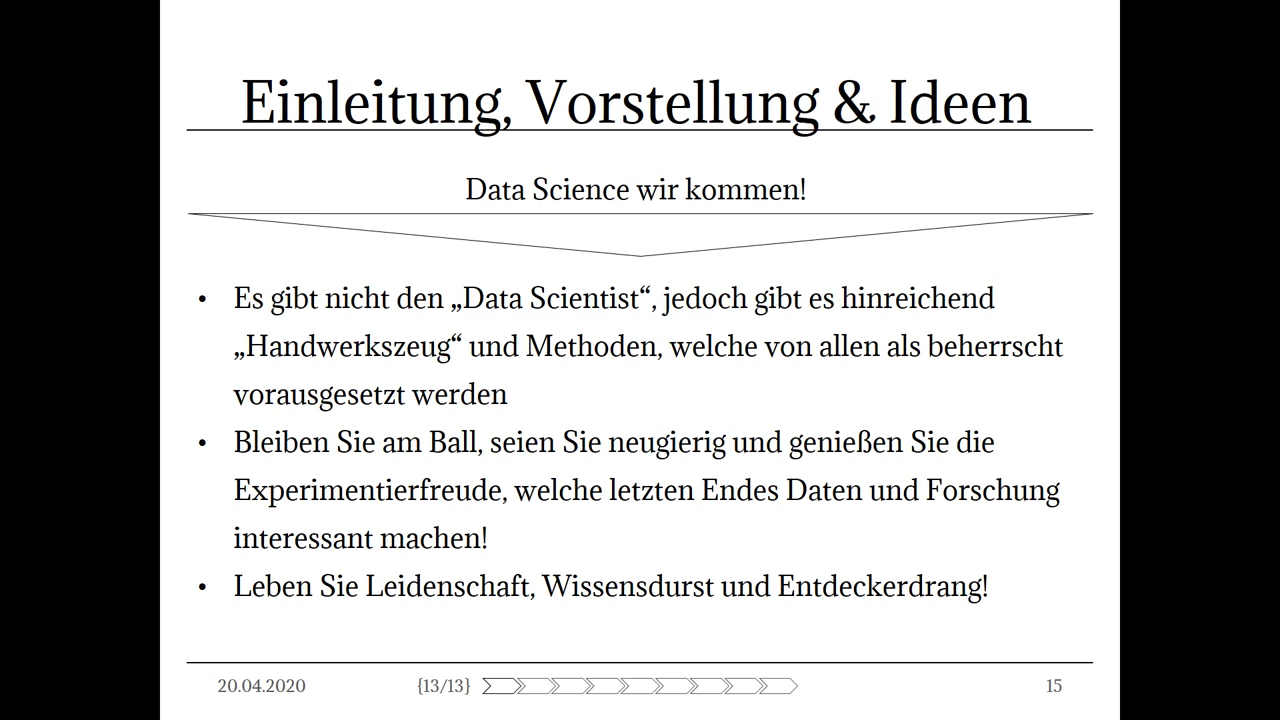 Einleitung, Vorstellung & Ideen
Data Science wir kommen!
• Es gibt nicht den „Data Scientist“, jedoch gibt es hinreichend
„Handwerkszeug“ und Methoden, welche von allen als beherrscht
vorausgesetzt werden
• Bleiben Sie am Ball, seien Sie neugierig und genießen Sie die
Experimentierfreude, welche letzten Endes Daten und Forschung
interessant machen!
• Leben Sie Leidenschaft, Wissensdurst und Entdeckerdrang!
20.04.2020 {13/13} 15